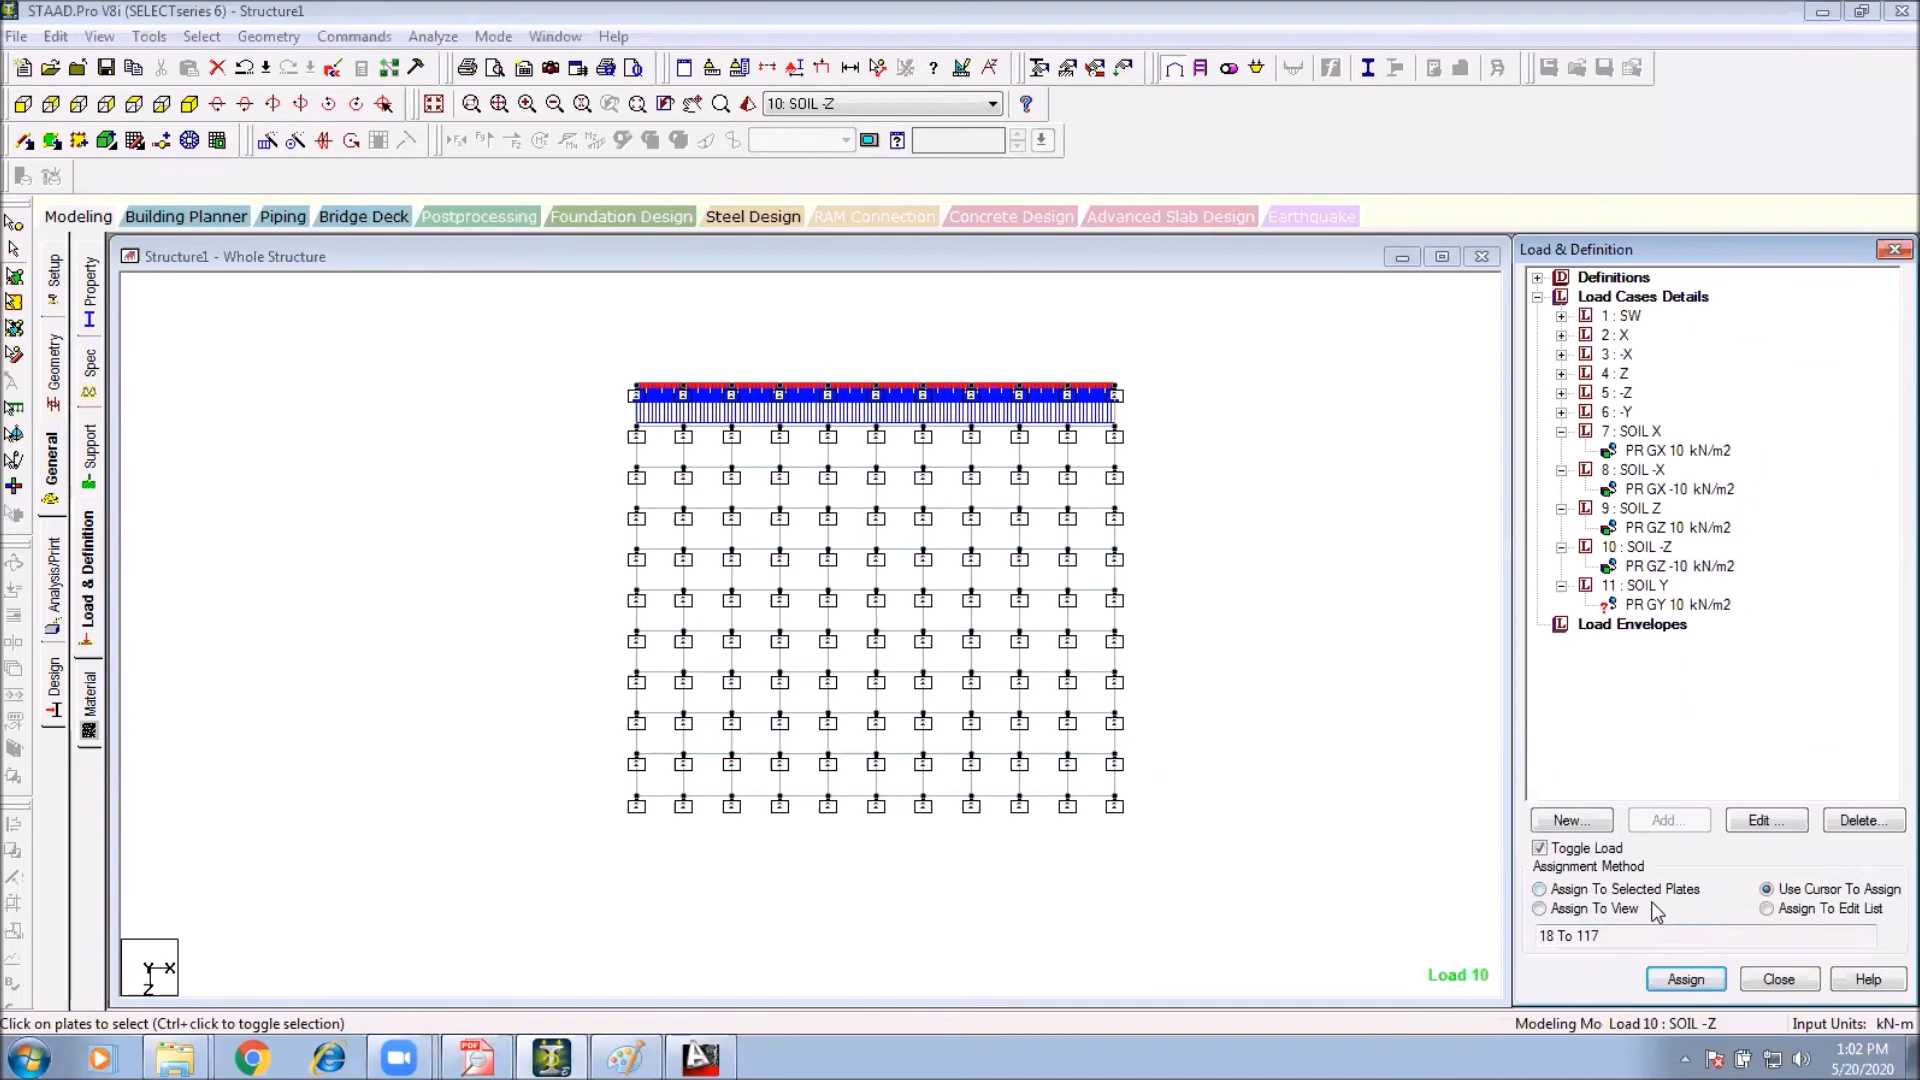 STAAD.Pro V8i (SELECTseries 6) - Structure1
File Edit View Tools Select Geometry Commands Analyze Mode Window Help
10: SOIL -Z
Modeling Building Planner Piping Bridge Deck Postprocessing Foundation Design Steel Design RAM Connection Concrete Design Advanced Slab Design Earthquake
Setup
Geometry
General
Analysis/Print
Design
Property
Spec
Support
Load & Definition
Material
Structure1 - Whole Structure
Y X
Z
Load 10
Load & Definition
Definitions
Load Cases Details
1 : SW
2 : X
3 : -X
4 : Z
5 : -Z
6 : -Y
7 : SOIL X
PR GX 10 kN/m2
8 : SOIL -X
PR GX -10 kN/m2
9 : SOIL Z
PR GZ 10 kN/m2
10 : SOIL -Z
PR GZ -10 kN/m2
11 : SOIL Y
PR GY 10 kN/m2
Load Envelopes
New... Add... Edit ... Delete...
Toggle Load
Assignment Method
Assign To Selected Plates Use Cursor To Assign
Assign To View Assign To Edit List
18 To 117
Assign Close Help
Click on plates to select (Ctrl+click to toggle selection) Modeling Mo Load 10 : SOIL -Z Input Units: kN-m
1:02 PM
5/20/2020